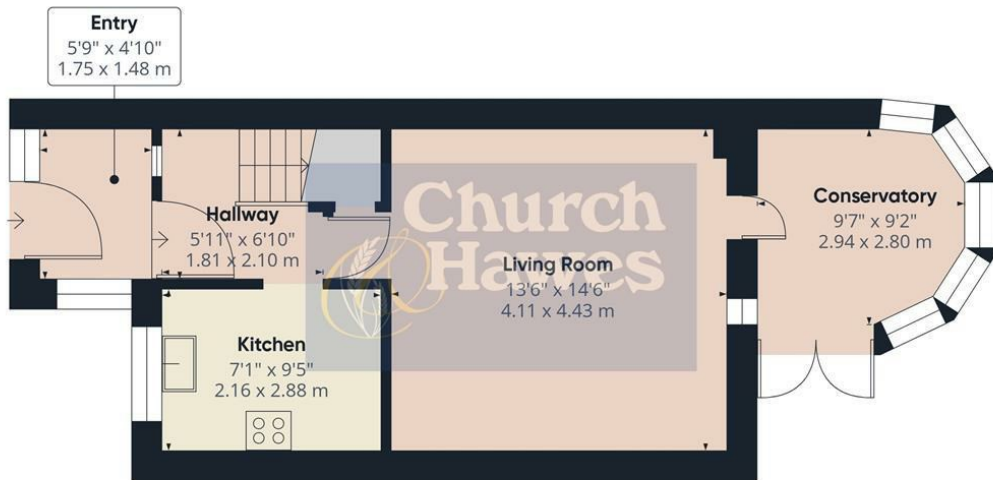 Entry
5'9" x 4'10"
1.75 x 1.48 m
Hallway
5'11" x 6'10"
1.81 x 2.10 m
Church
Hawes
Living Room
13'6" x 14'6"
4.11 x 4.43 m
Conservatory
9'7" x 9'2"
2.94 x 2.80 m
Kitchen
7'1" x 9'5"
2.16 x 2.88 m